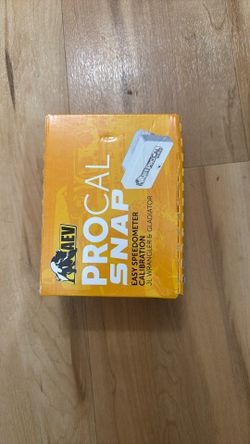 AEV
PROCAL
SNAP
EASY SPEEDOMETER
CALIBRATION
JL WRANGLER & GLADIATOR